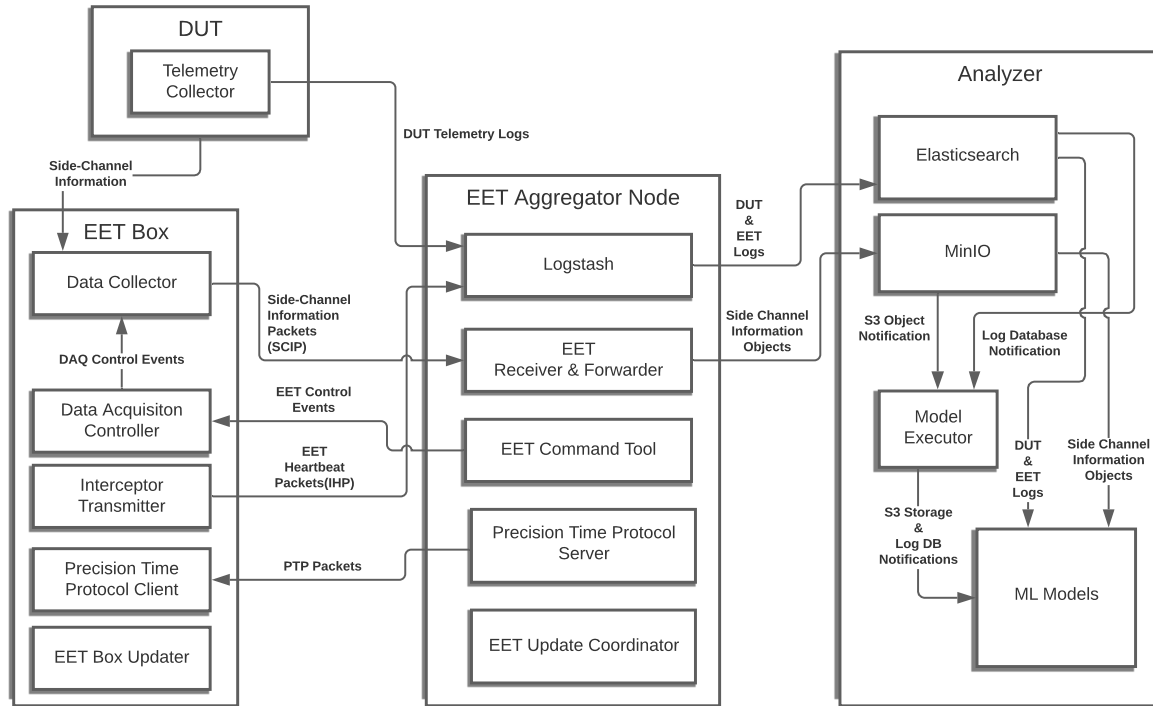 DUT
Telemetry
Collector
DUT Telemetry Logs
Side-Channel
Information
EET Box
Data Collector
DAQ Control Events
Data Acquisiton
Controller
Interceptor
Transmitter
Precision Time
Protocol Client
EET Box Updater
Side-Channel
Information
Packets
(SCIP)
EET Control
Events
EET
Heartbeat
Packets(IHP)
PTP Packets
EET Aggregator Node
Logstash
EET
Receiver & Forwarder
EET Command Tool
Precision Time Protocol
Server
EET Update Coordinator
DUT
&
EET
Logs
Side Channel
Information
Objects
Analyzer
Elasticsearch
MinIO
S3 Object
Notification
Log Database
Notification
Model
Executor
DUT
&
EET
Logs
Side Channel
Information
Objects
S3 Storage
&
Log DB
Notifications
ML Models